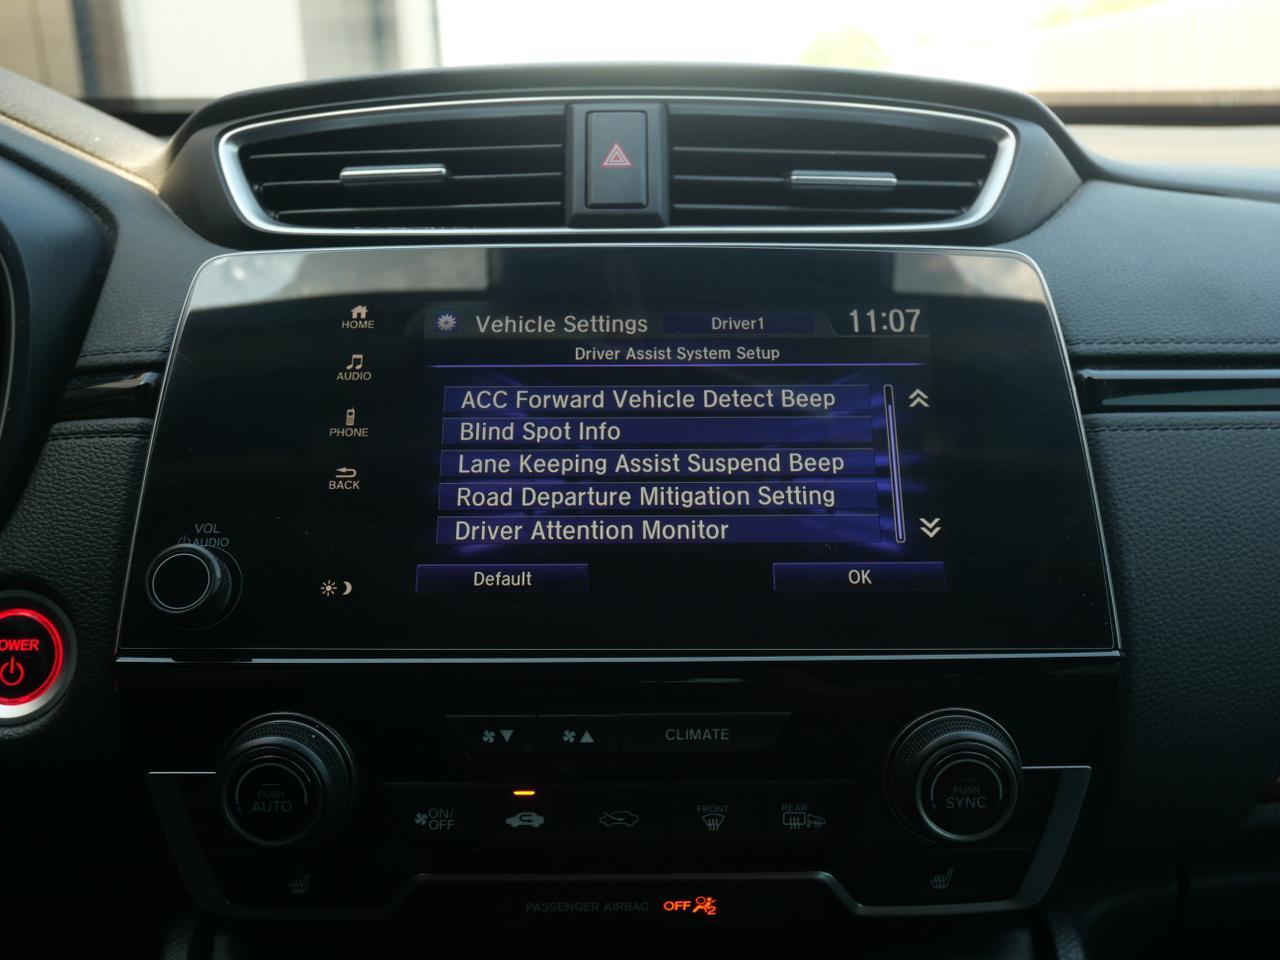 HOME
Vehicle Settings Driver1 11:07
Driver Assist System Setup
AUDIO
ACC Forward Vehicle Detect Beep
PHONE
Blind Spot Info
Lane Keeping Assist Suspend Beep
BACK
Road Departure Mitigation Setting
VOL
AUDIO
Driver Attention Monitor
Default OK
OWER
CLIMATE
PUSH
AUTO
ON/
OFF
FRONT
REAR
PUSH
SYNC
PASSENGER AIRBAG OFF 2